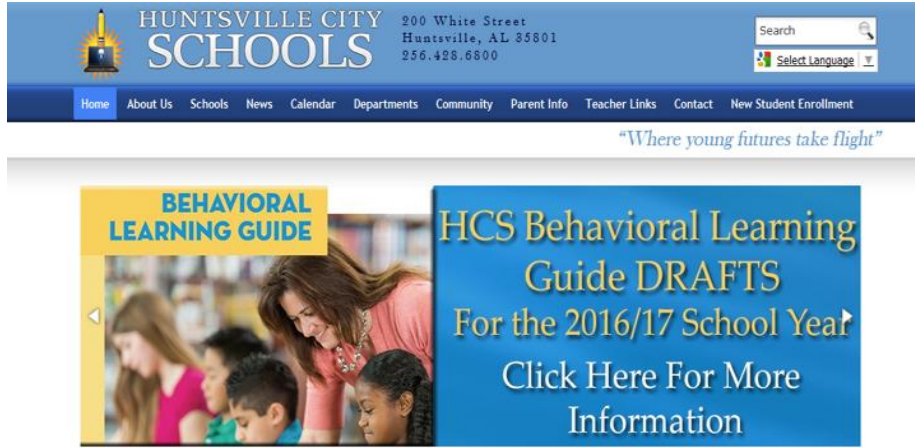 HUNTSVILLE CITY
SCHOOLS
200 White Street
Huntsville, AL 35801
256.428.6800
Search
Select Language
Home About Us Schools News Calendar Departments Community Parent Info Teacher Links Contact New Student Enrollment
“Where young futures take flight”
BEHAVIORAL
LEARNING GUIDE
HCS Behavioral Learning
Guide DRAFTS
For the 2016/17 School Year
Click Here For More
Information